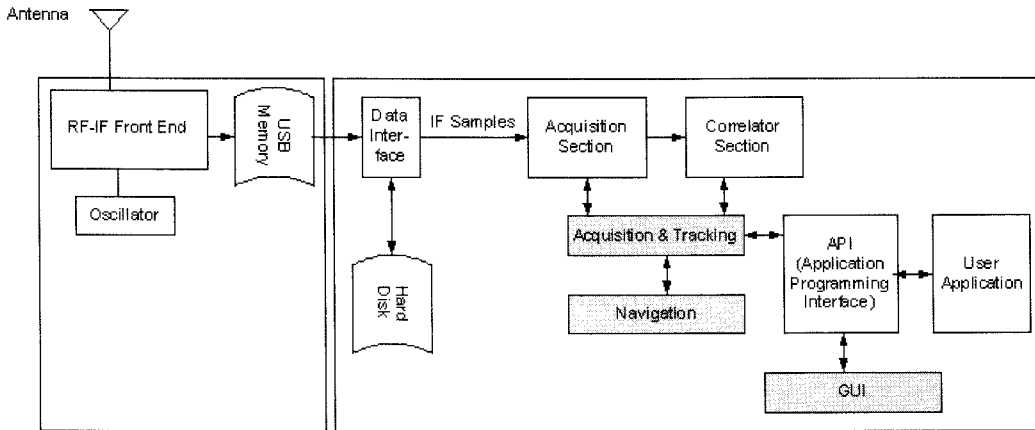 Antenna
RF-IF Front End
Oscillator
USB
Memory
Data
Inter-
face
Hard
Disk
IF Samples
Acquisition
Section
Correlator
Section
Acquisition & Tracking
Navigation
API
(Application
Programming
Interface)
User
Application
GUI